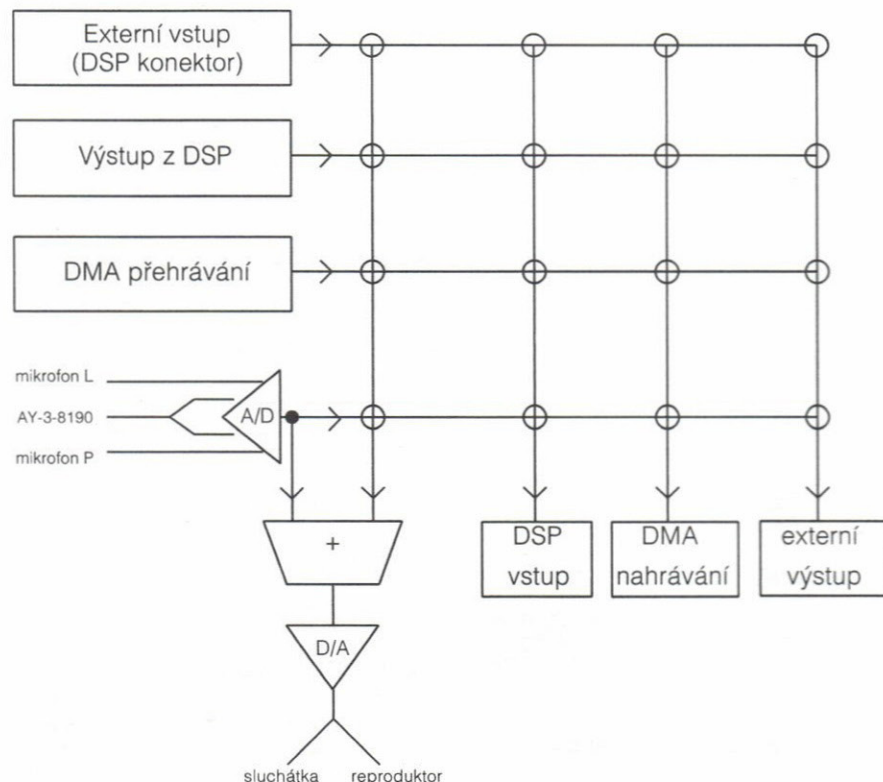 Externí vstup
(DSP konektor)
Výstup z DSP
DMA přehrávání
mikrofon L
AY-3-8190
A/D
mikrofon P
+
DSP
vstup
DMA
nahrávání
externí
výstup
D/A
sluchátka
reproduktor